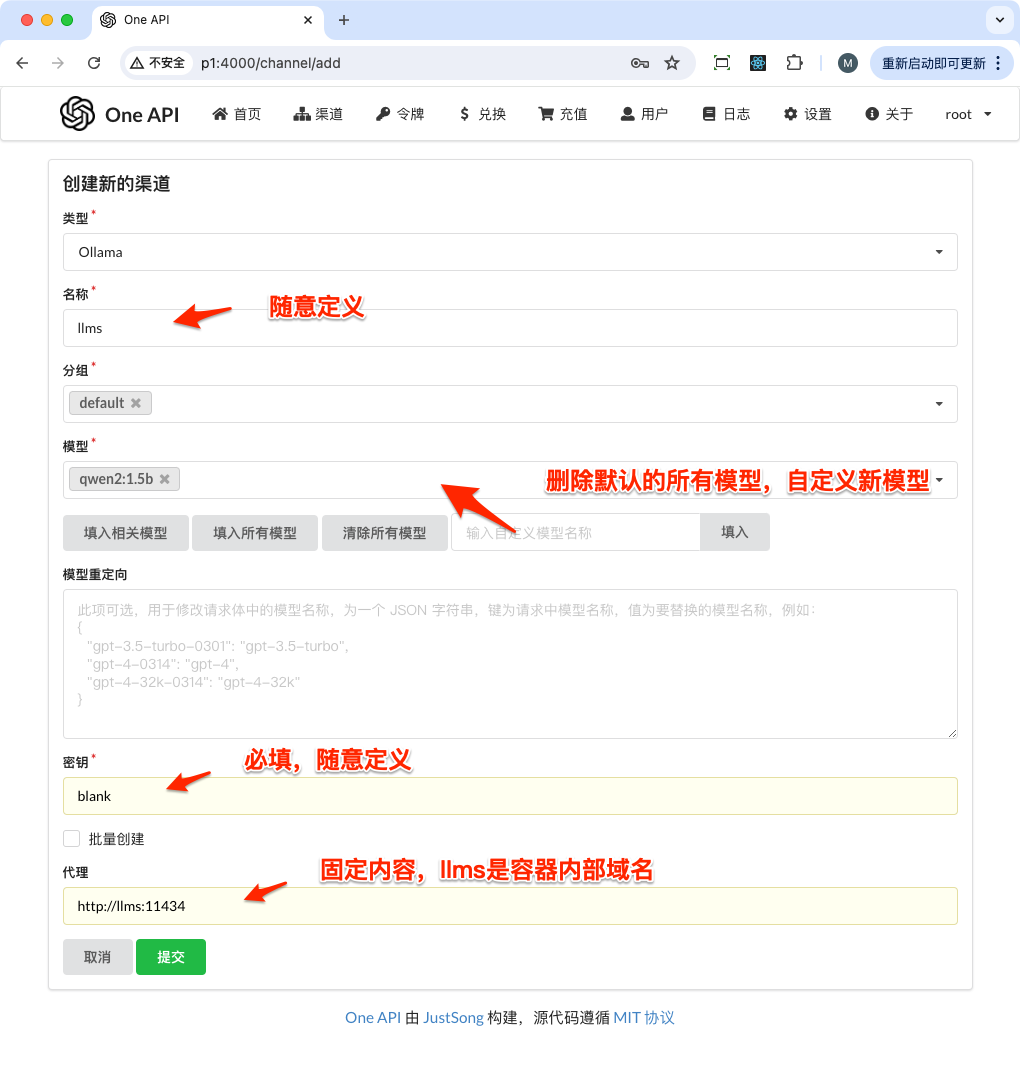 One API
不安全
p1:4000/channel/add
M
重新启动即可更新
One API
首页
渠道
令牌
兑换
充值
用户
日志
设置
关于
root
创建新的渠道
类型*
Ollama
名称*
随意定义
llms
分组*
default
模型*
qwen2:1.5b
删除默认的所有模型，自定义新模型
填入相关模型
填入所有模型
清除所有模型
输入自定义模型名称
填入
模型重定向
此项可选，用于修改请求体中的模型名称，为一个 JSON 字符串，键为请求中模型名称，值为要替换的模型名称，例如：
{
"gpt-3.5-turbo-0301": "gpt-3.5-turbo",
"gpt-4-0314": "gpt-4",
"gpt-4-32k-0314": "gpt-4-32k"
}
密钥*
必填，随意定义
blank
批量创建
代理
固定内容，llms是容器内部域名
http://llms:11434
取消
提交
One API 由 JustSong 构建，源代码遵循 MIT 协议